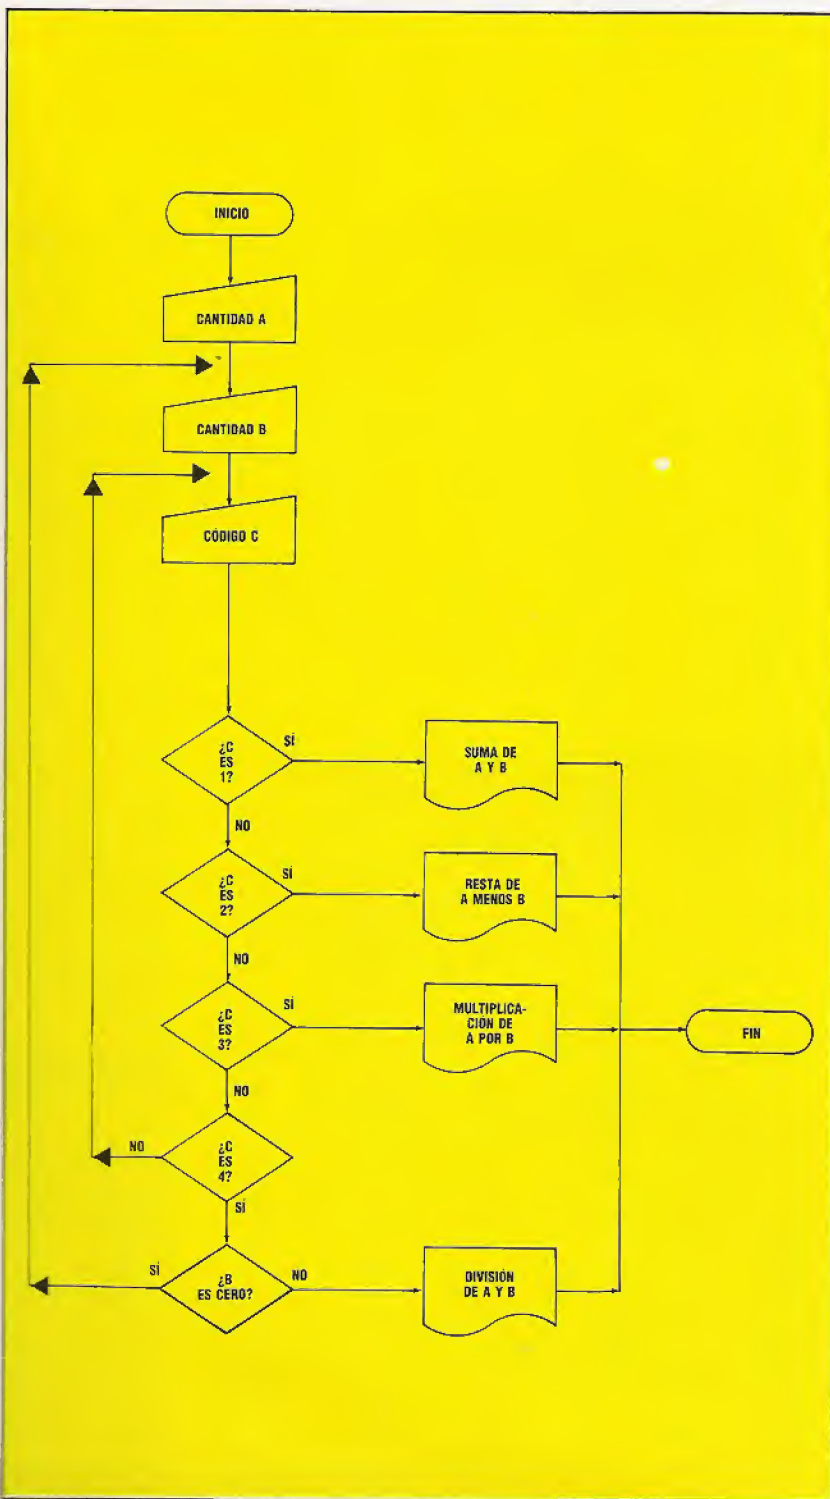 INICIO
CANTIDAD A
CANTIDAD B
CÓDIGO C
¿C
ES
1?
SÍ
SUMA DE
A Y B
NO
¿C
ES
2?
SÍ
RESTA DE
A MENOS B
NO
¿C
ES
3?
SÍ
MULTIPLICA-
CIÓN DE
A POR B
FIN
NO
¿C
ES
4?
NO
SÍ
¿B
ES CERO?
SÍ
NO
DIVISIÓN
DE A Y B